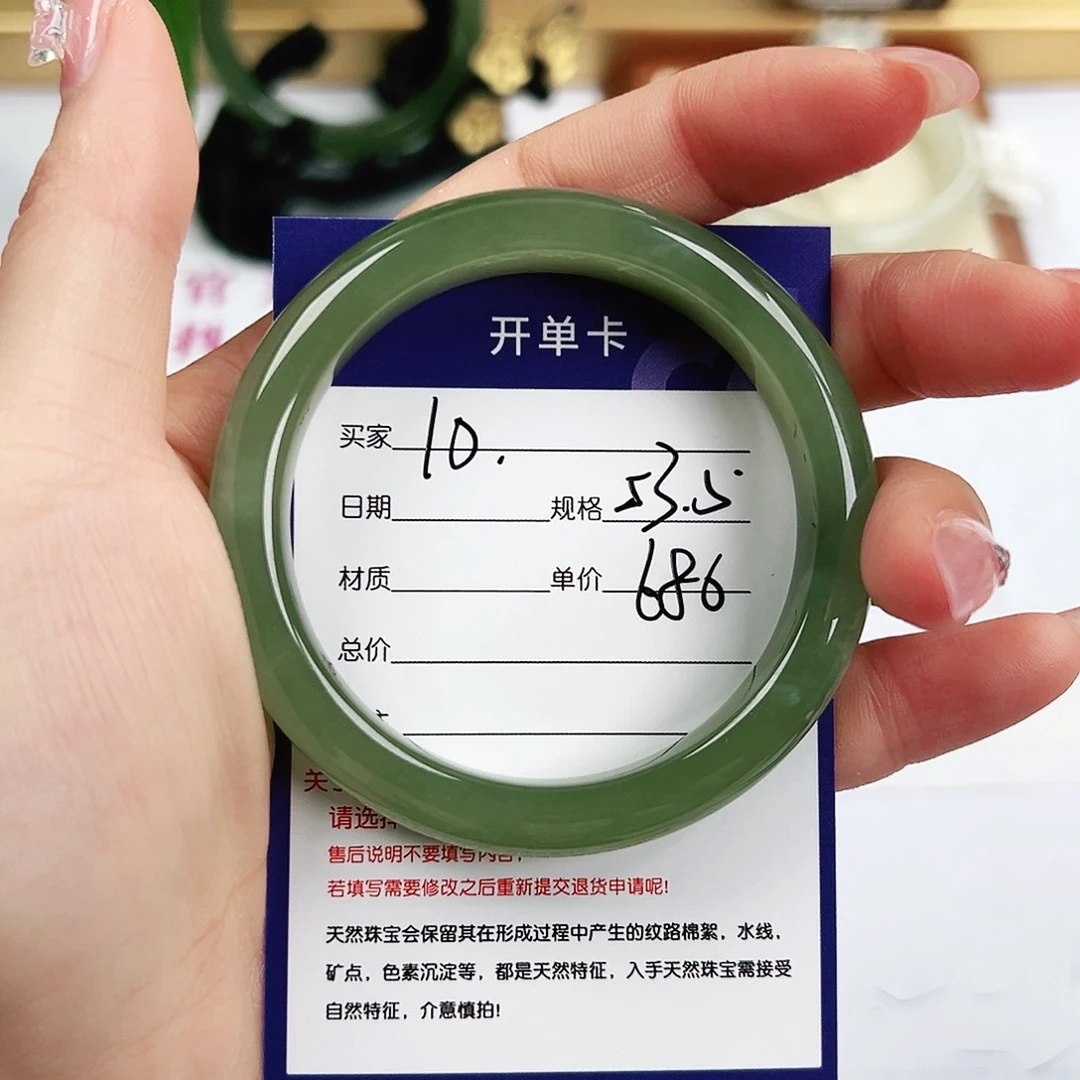 开单卡
买家 10.
日期 规格 53.5
材质 单价 686
总价
关
请选择
售后说明不要填写内容,
若填写需要修改之后重新提交退货申请呢!
天然珠宝会保留其在形成过程中产生的纹路棉絮，水线，
矿点，色素沉淀等，都是天然特征，入手天然珠宝需接受
自然特征，介意慎拍!